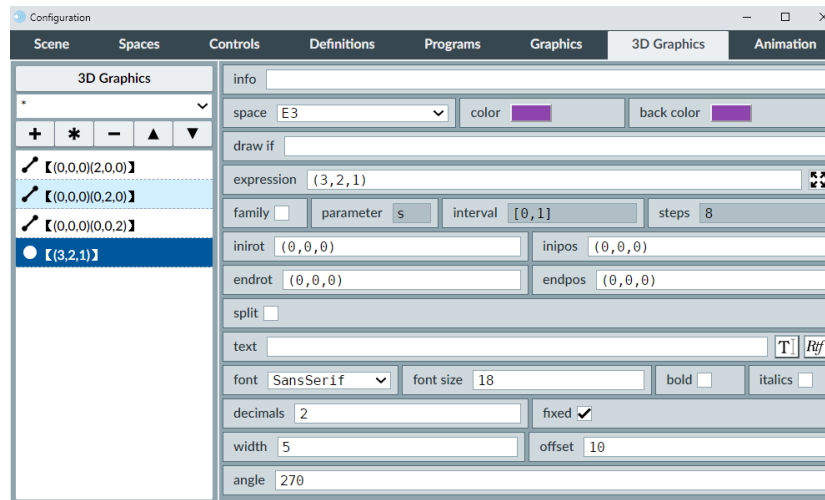 Configuration
Scene Spaces Controls Definitions Programs Graphics 3D Graphics Animation
3D Graphics
*
+ * - ▲ ▼
【(0,0,0)(2,0,0)】
【(0,0,0)(0,2,0)】
【(0,0,0)(0,0,2)】
【(3,2,1)】
info
space E3 color back color
draw if
expression (3,2,1)
family parameter s interval [0,1] steps 8
inirot (0,0,0) inipos (0,0,0)
endrot (0,0,0) endpos (0,0,0)
split
text T Rtf
font SansSerif font size 18 bold italics
decimals 2 fixed
width 5 offset 10
angle 270